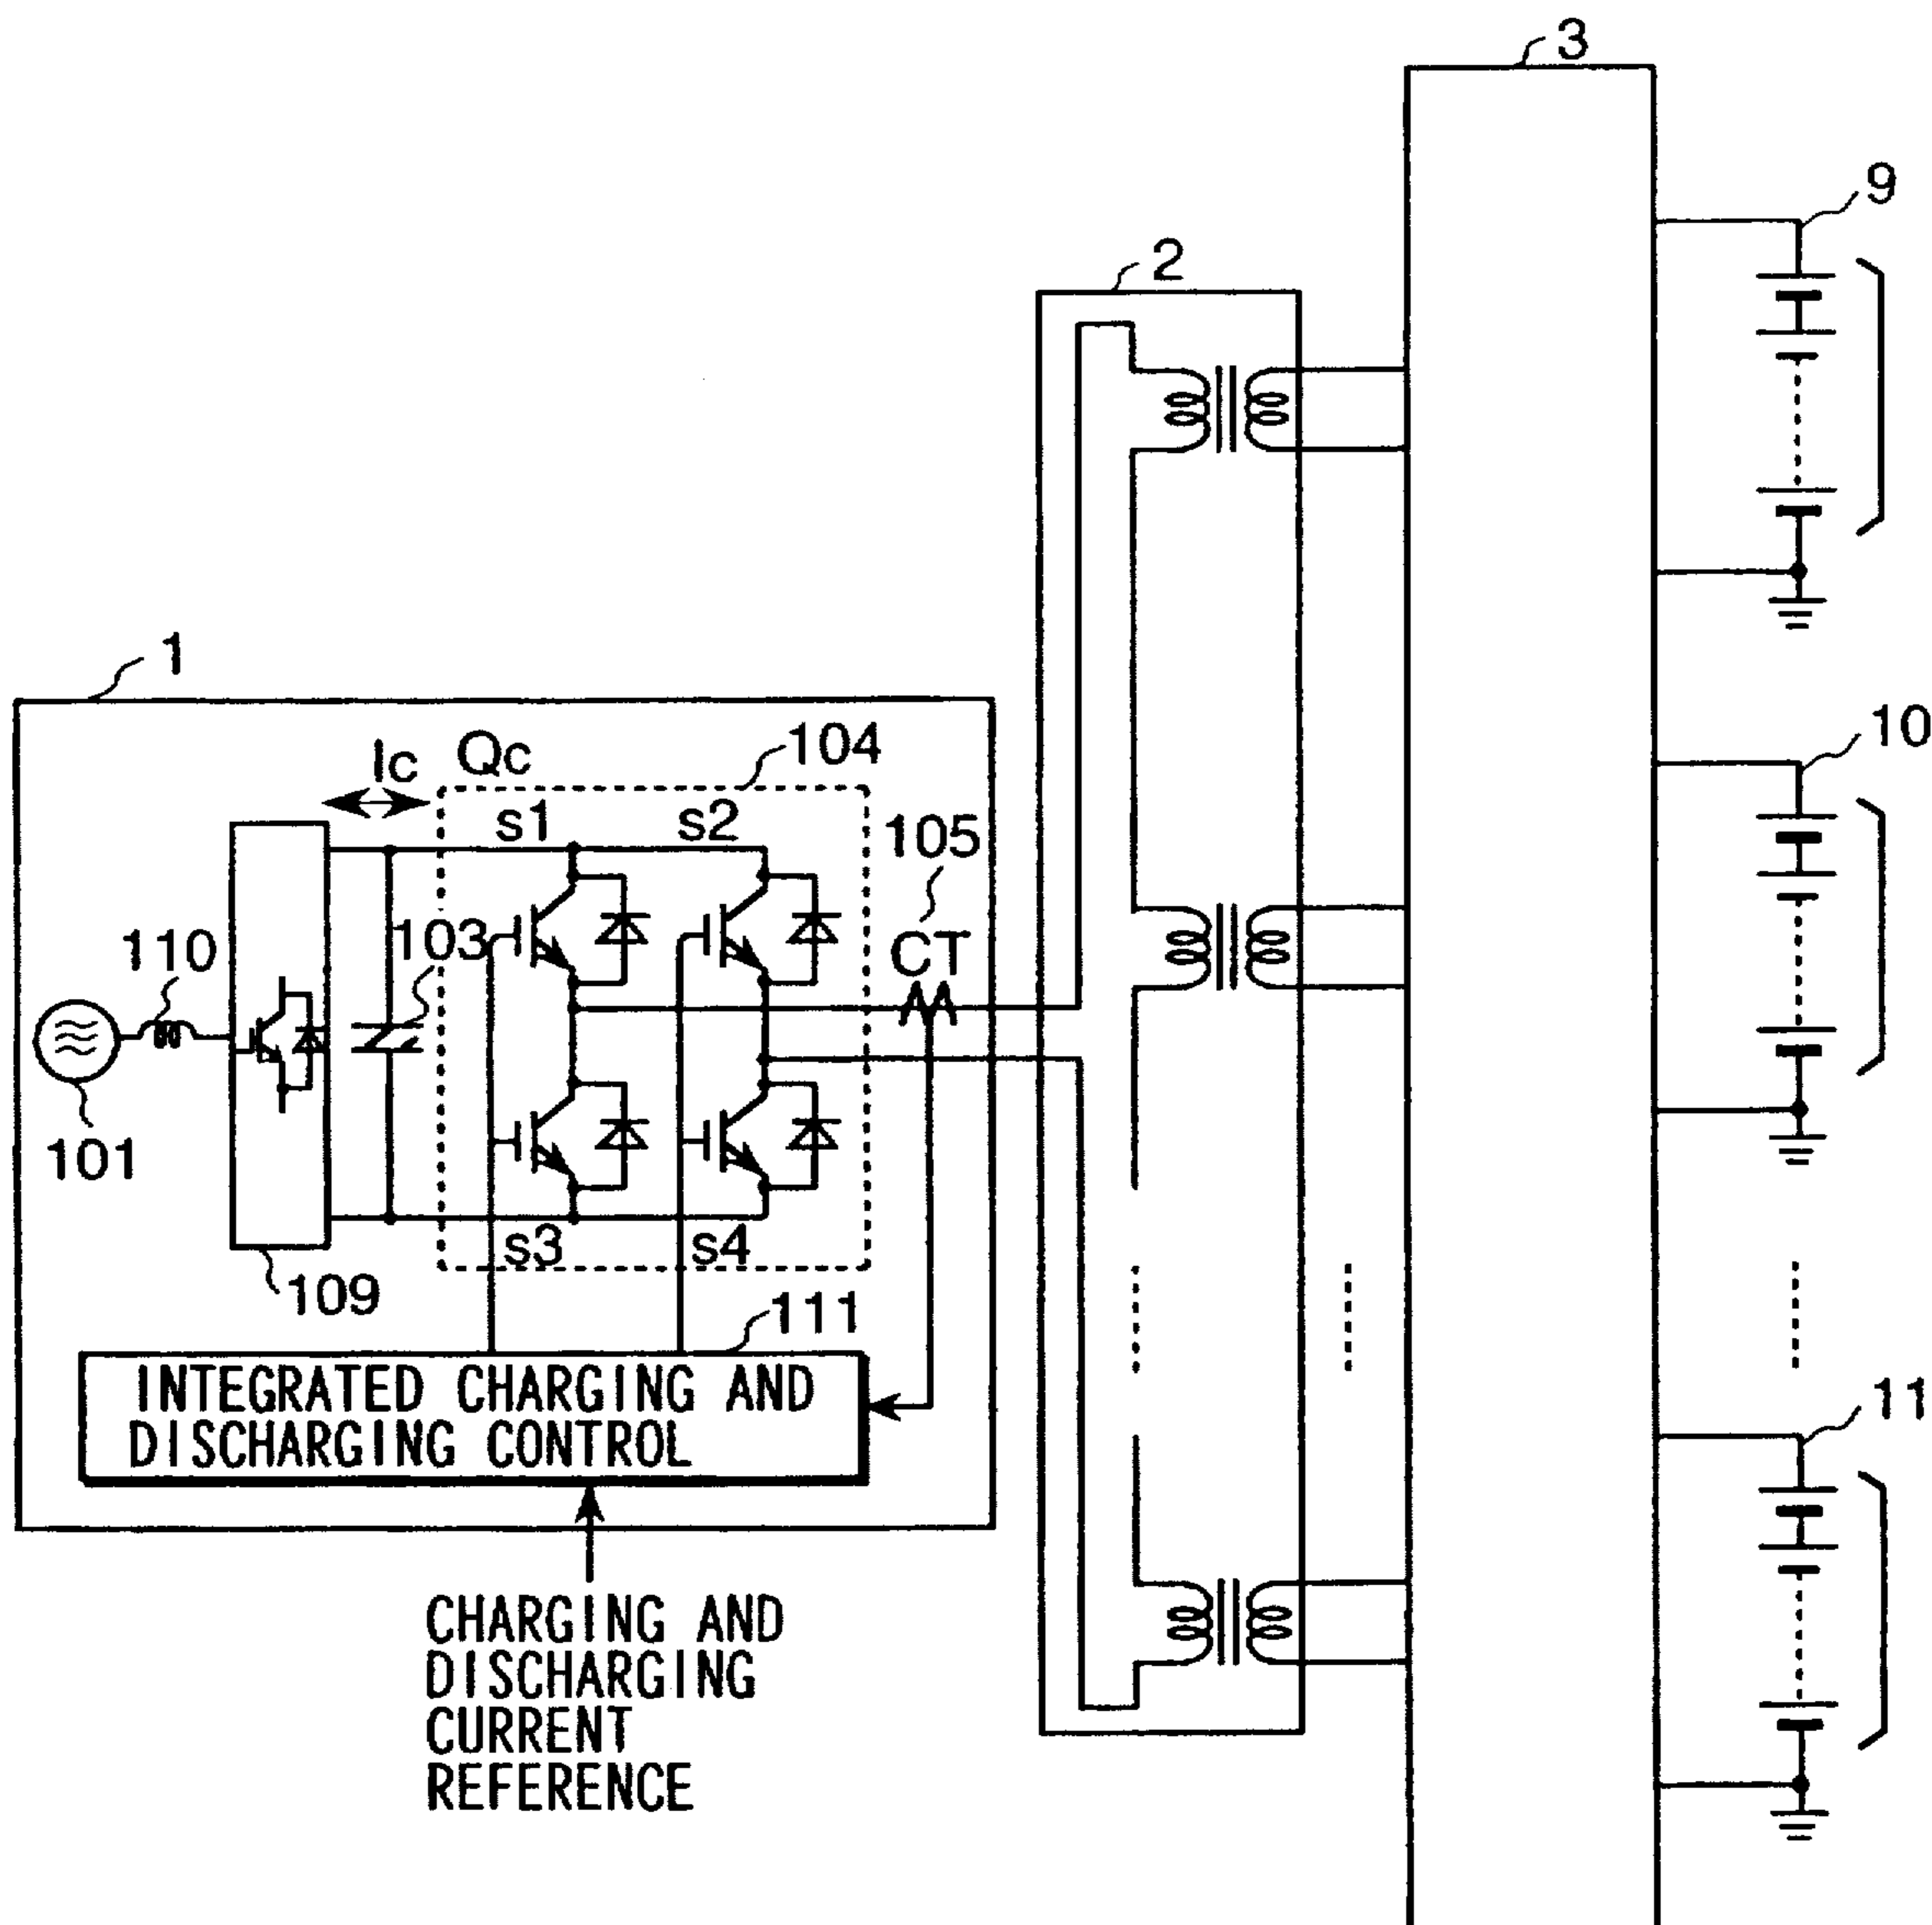 3
9
2
1
10
Ic
Qc
104
s1
s2
105
103
110
CT
101
s3
s4
109
111
INTEGRATED CHARGING AND
DISCHARGING CONTROL
11
CHARGING AND
DISCHARGING
CURRENT
REFERENCE